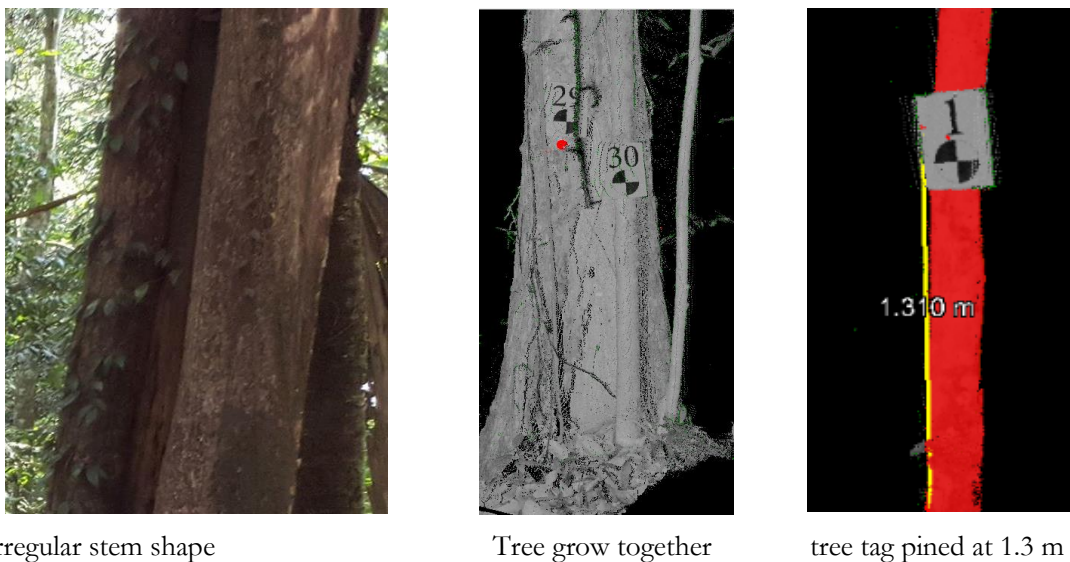 29
30
1
1.310 m
rregular stem shape
Tree grow together
tree tag pined at 1.3 m